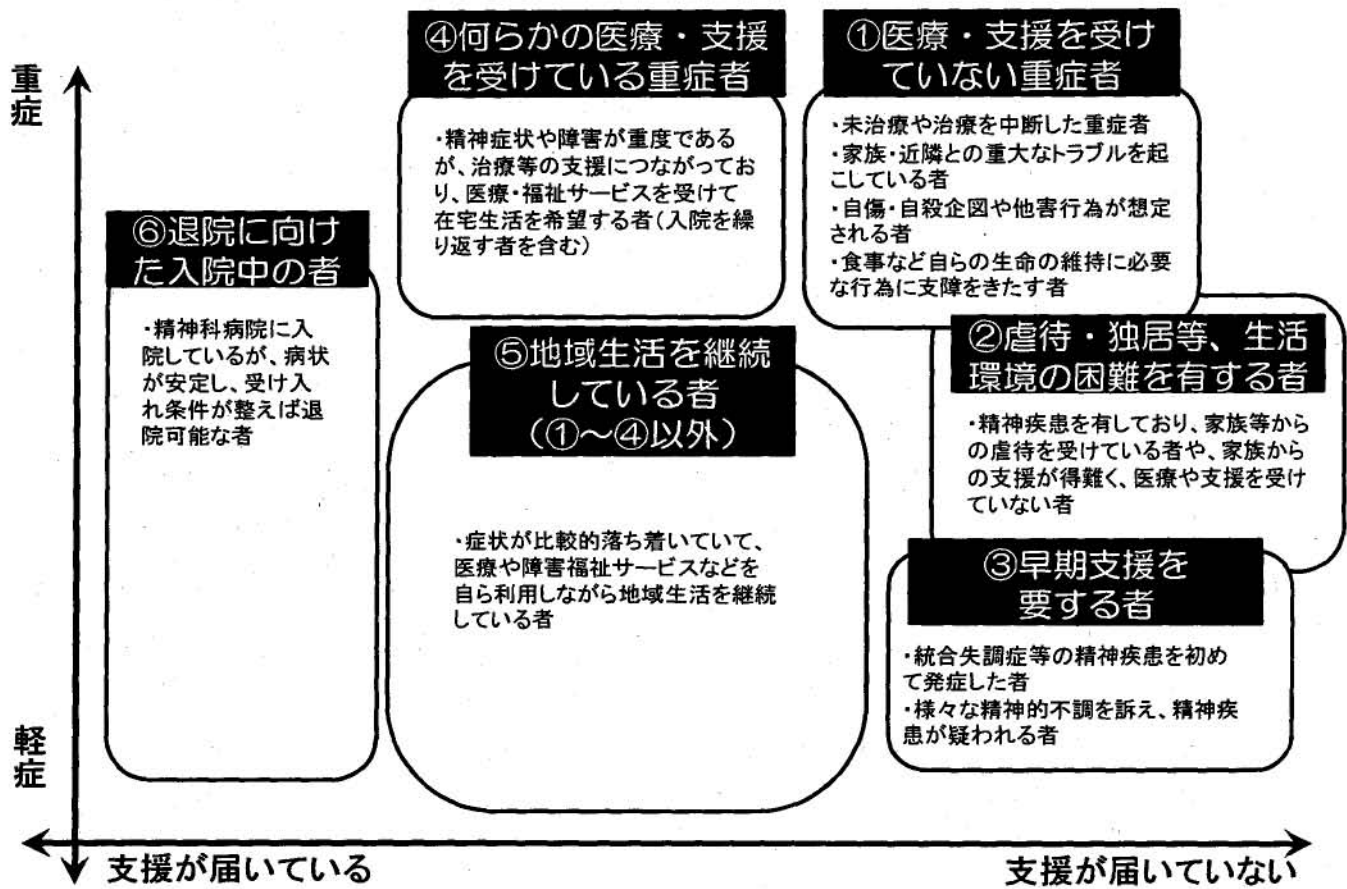 重症
④何らかの医療・支援
を受けている重症者
・精神症状や障害が重度である
が、治療等の支援につながってお
り、医療・福祉サービスを受けて
在宅生活を希望する者(入院を繰
り返す者を含む)
①医療・支援を受け
ていない重症者
・未治療や治療を中断した重症者
・家族・近隣との重大なトラブルを起
こしている者
・自傷・自殺企図や他害行為が想定
される者
・食事など自らの生命の維持に必要
な行為に支障をきたす者
⑥退院に向け
た入院中の者
・精神科病院に入
院しているが、病状
が安定し、受け入
れ条件が整えば退
院可能な者
⑤地域生活を継続
している者
(①~④以外)
・症状が比較的落ち着いていて、
医療や障害福祉サービスなどを
自ら利用しながら地域生活を継続
している者
②虐待・独居等、生活
環境の困難を有する者
・精神疾患を有しており、家族等から
の虐待を受けている者や、家族から
の支援が得難く、医療や支援を受け
ていない者
③早期支援を
要する者
・統合失調症等の精神疾患を初め
て発症した者
・様々な精神的不調を訴え、精神疾
患が疑われる者
軽症
支援が届いている
支援が届いていない